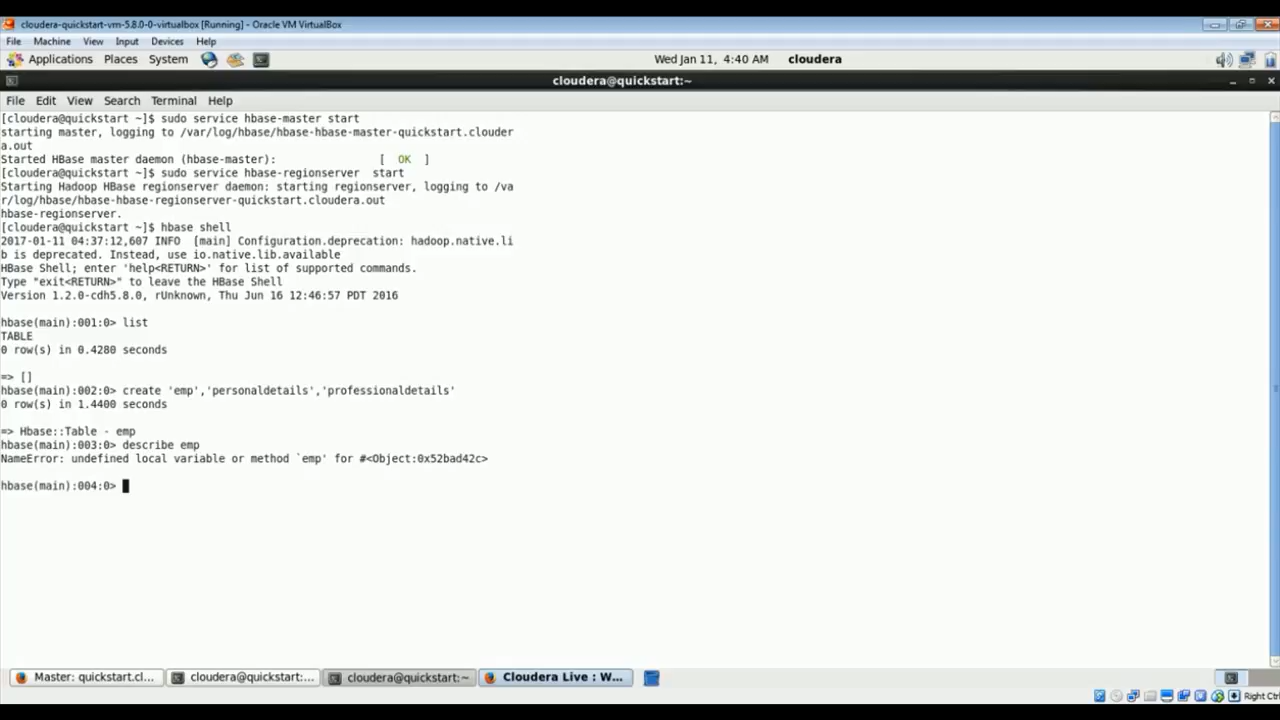 cloudera-quickstart-vm-5.8.0-0-virtualbox [Running] - Oracle VM VirtualBox
File Machine View Input Devices Help
Applications Places System Wed Jan 11, 4:40 AM cloudera
cloudera@quickstart:~
File Edit View Search Terminal Help
[cloudera@quickstart ~]$ sudo service hbase-master start
starting master, logging to /var/log/hbase/hbase-hbase-master-quickstart.clouder
a.out
Started HBase master daemon (hbase-master): [ OK ]
[cloudera@quickstart ~]$ sudo service hbase-regionserver  start
Starting Hadoop HBase regionserver daemon: starting regionserver, logging to /va
r/log/hbase/hbase-hbase-regionserver-quickstart.cloudera.out
hbase-regionserver.
[cloudera@quickstart ~]$ hbase shell
2017-01-11 04:37:12,607 INFO  [main] Configuration.deprecation: hadoop.native.li
b is deprecated. Instead, use io.native.lib.available
HBase Shell; enter 'help<RETURN>' for list of supported commands.
Type "exit<RETURN>" to leave the HBase Shell
Version 1.2.0-cdh5.8.0, rUnknown, Thu Jun 16 12:46:57 PDT 2016
hbase(main):001:0> list
TABLE
0 row(s) in 0.4280 seconds
=> []
hbase(main):002:0> create 'emp','personaldetails','professionaldetails'
0 row(s) in 1.4400 seconds
=> Hbase::Table - emp
hbase(main):003:0> describe emp
NameError: undefined local variable or method `emp' for #<Object:0x52bad42c>
hbase(main):004:0>
Master: quickstart.cl... cloudera@quickstart:... cloudera@quickstart:~ Cloudera Live : W...
Right Ctrl